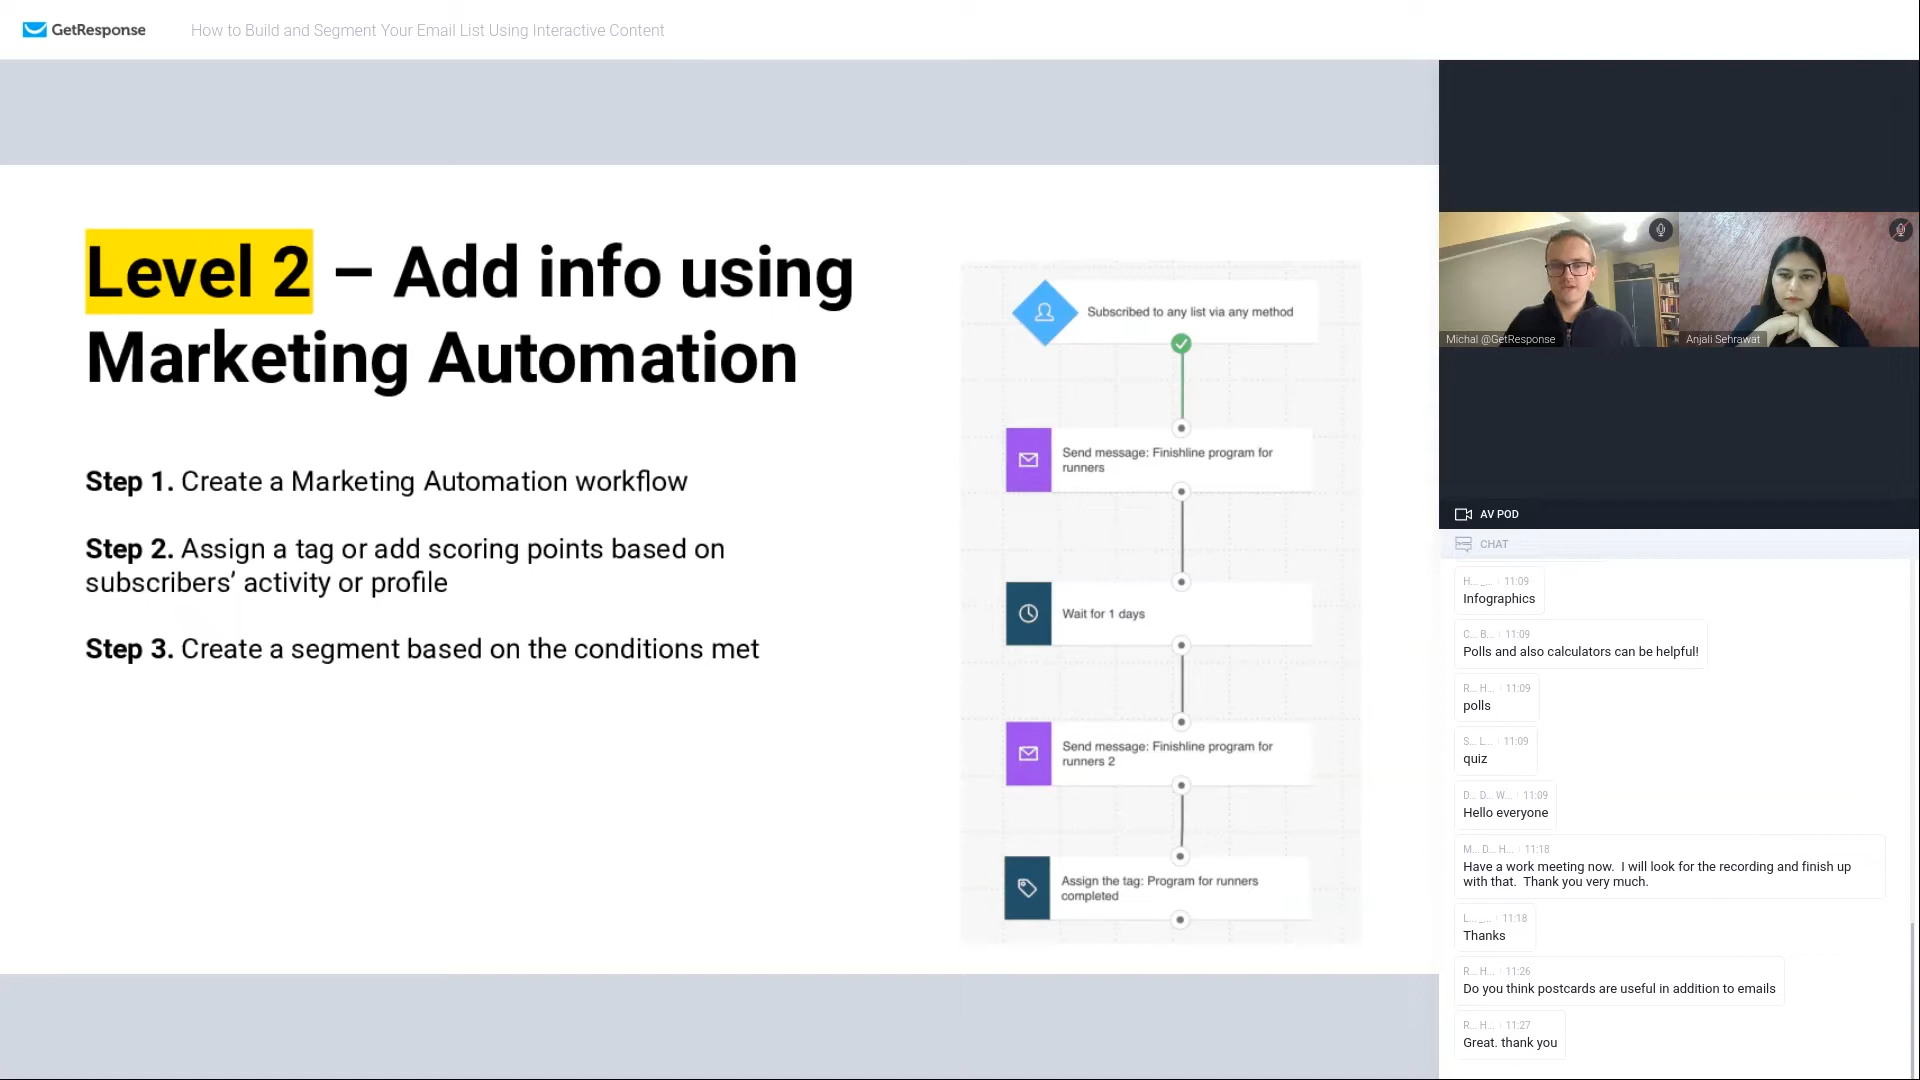 GetResponse
How to Build and Segment Your Email List Using Interactive Content
Level 2 – Add info using
Marketing Automation
Step 1. Create a Marketing Automation workflow
Step 2. Assign a tag or add scoring points based on
subscribers’ activity or profile
Step 3. Create a segment based on the conditions met
Subscribed to any list via any method
Send message: Finishline program for
runners
Wait for 1 days
Send message: Finishline program for
runners 2
Assign the tag: Program for runners
completed
Michal @GetResponse
Anjali Sehrawat
AV POD
CHAT
H... _... 11:09
Infographics
C... B... 11:09
Polls and also calculators can be helpful!
R... H... 11:09
polls
S... L... 11:09
quiz
D... D... W... 11:09
Hello everyone
M... D... H... 11:18
Have a work meeting now. I will look for the recording and finish up
with that. Thank you very much.
L... _... 11:18
Thanks
R... H... 11:26
Do you think postcards are useful in addition to emails
R... H... 11:27
Great. thank you